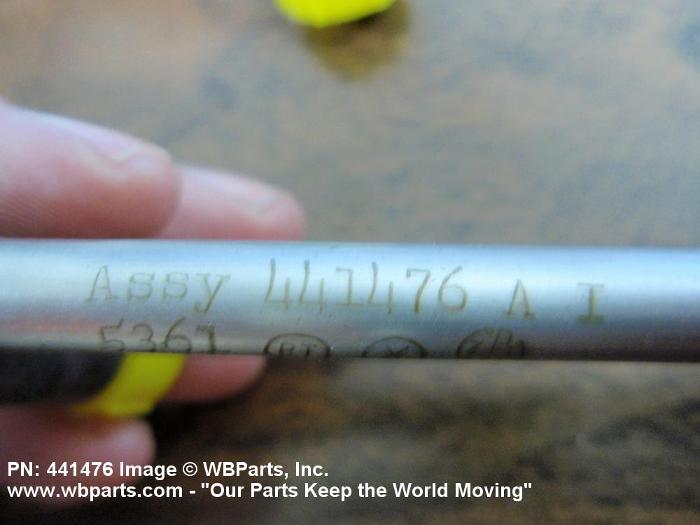 Assy 441476 A I
5361
PN: 441476 Image © WBParts, Inc.
www.wbparts.com - "Our Parts Keep the World Moving"